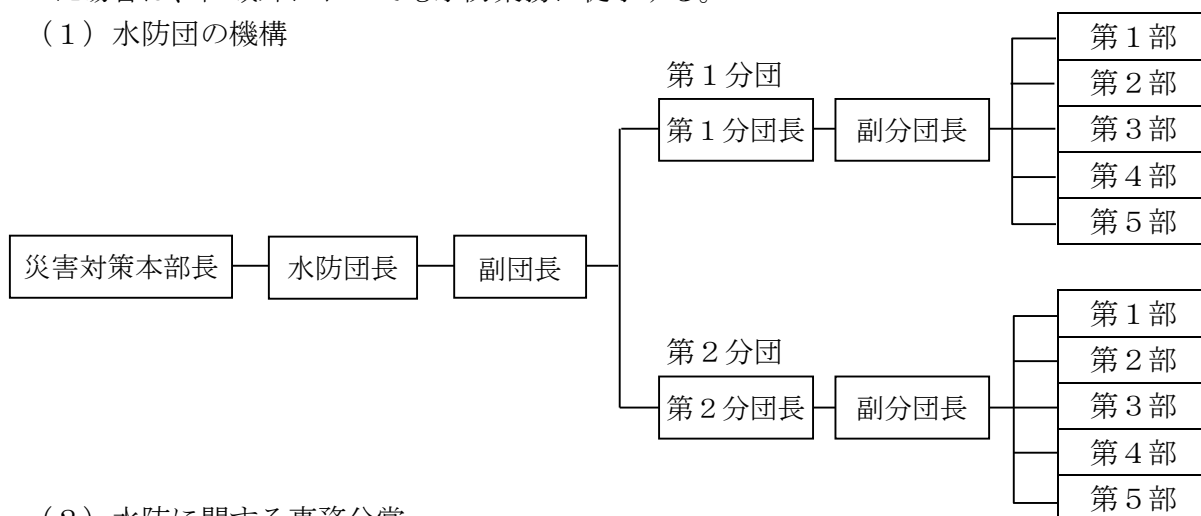 （１）水防団の機構
第１分団
第１分団長
副分団長
第１部
第２部
第３部
第４部
第５部
災害対策本部長
水防団長
副団長
第２分団
第２分団長
副分団長
第１部
第２部
第３部
第４部
第５部